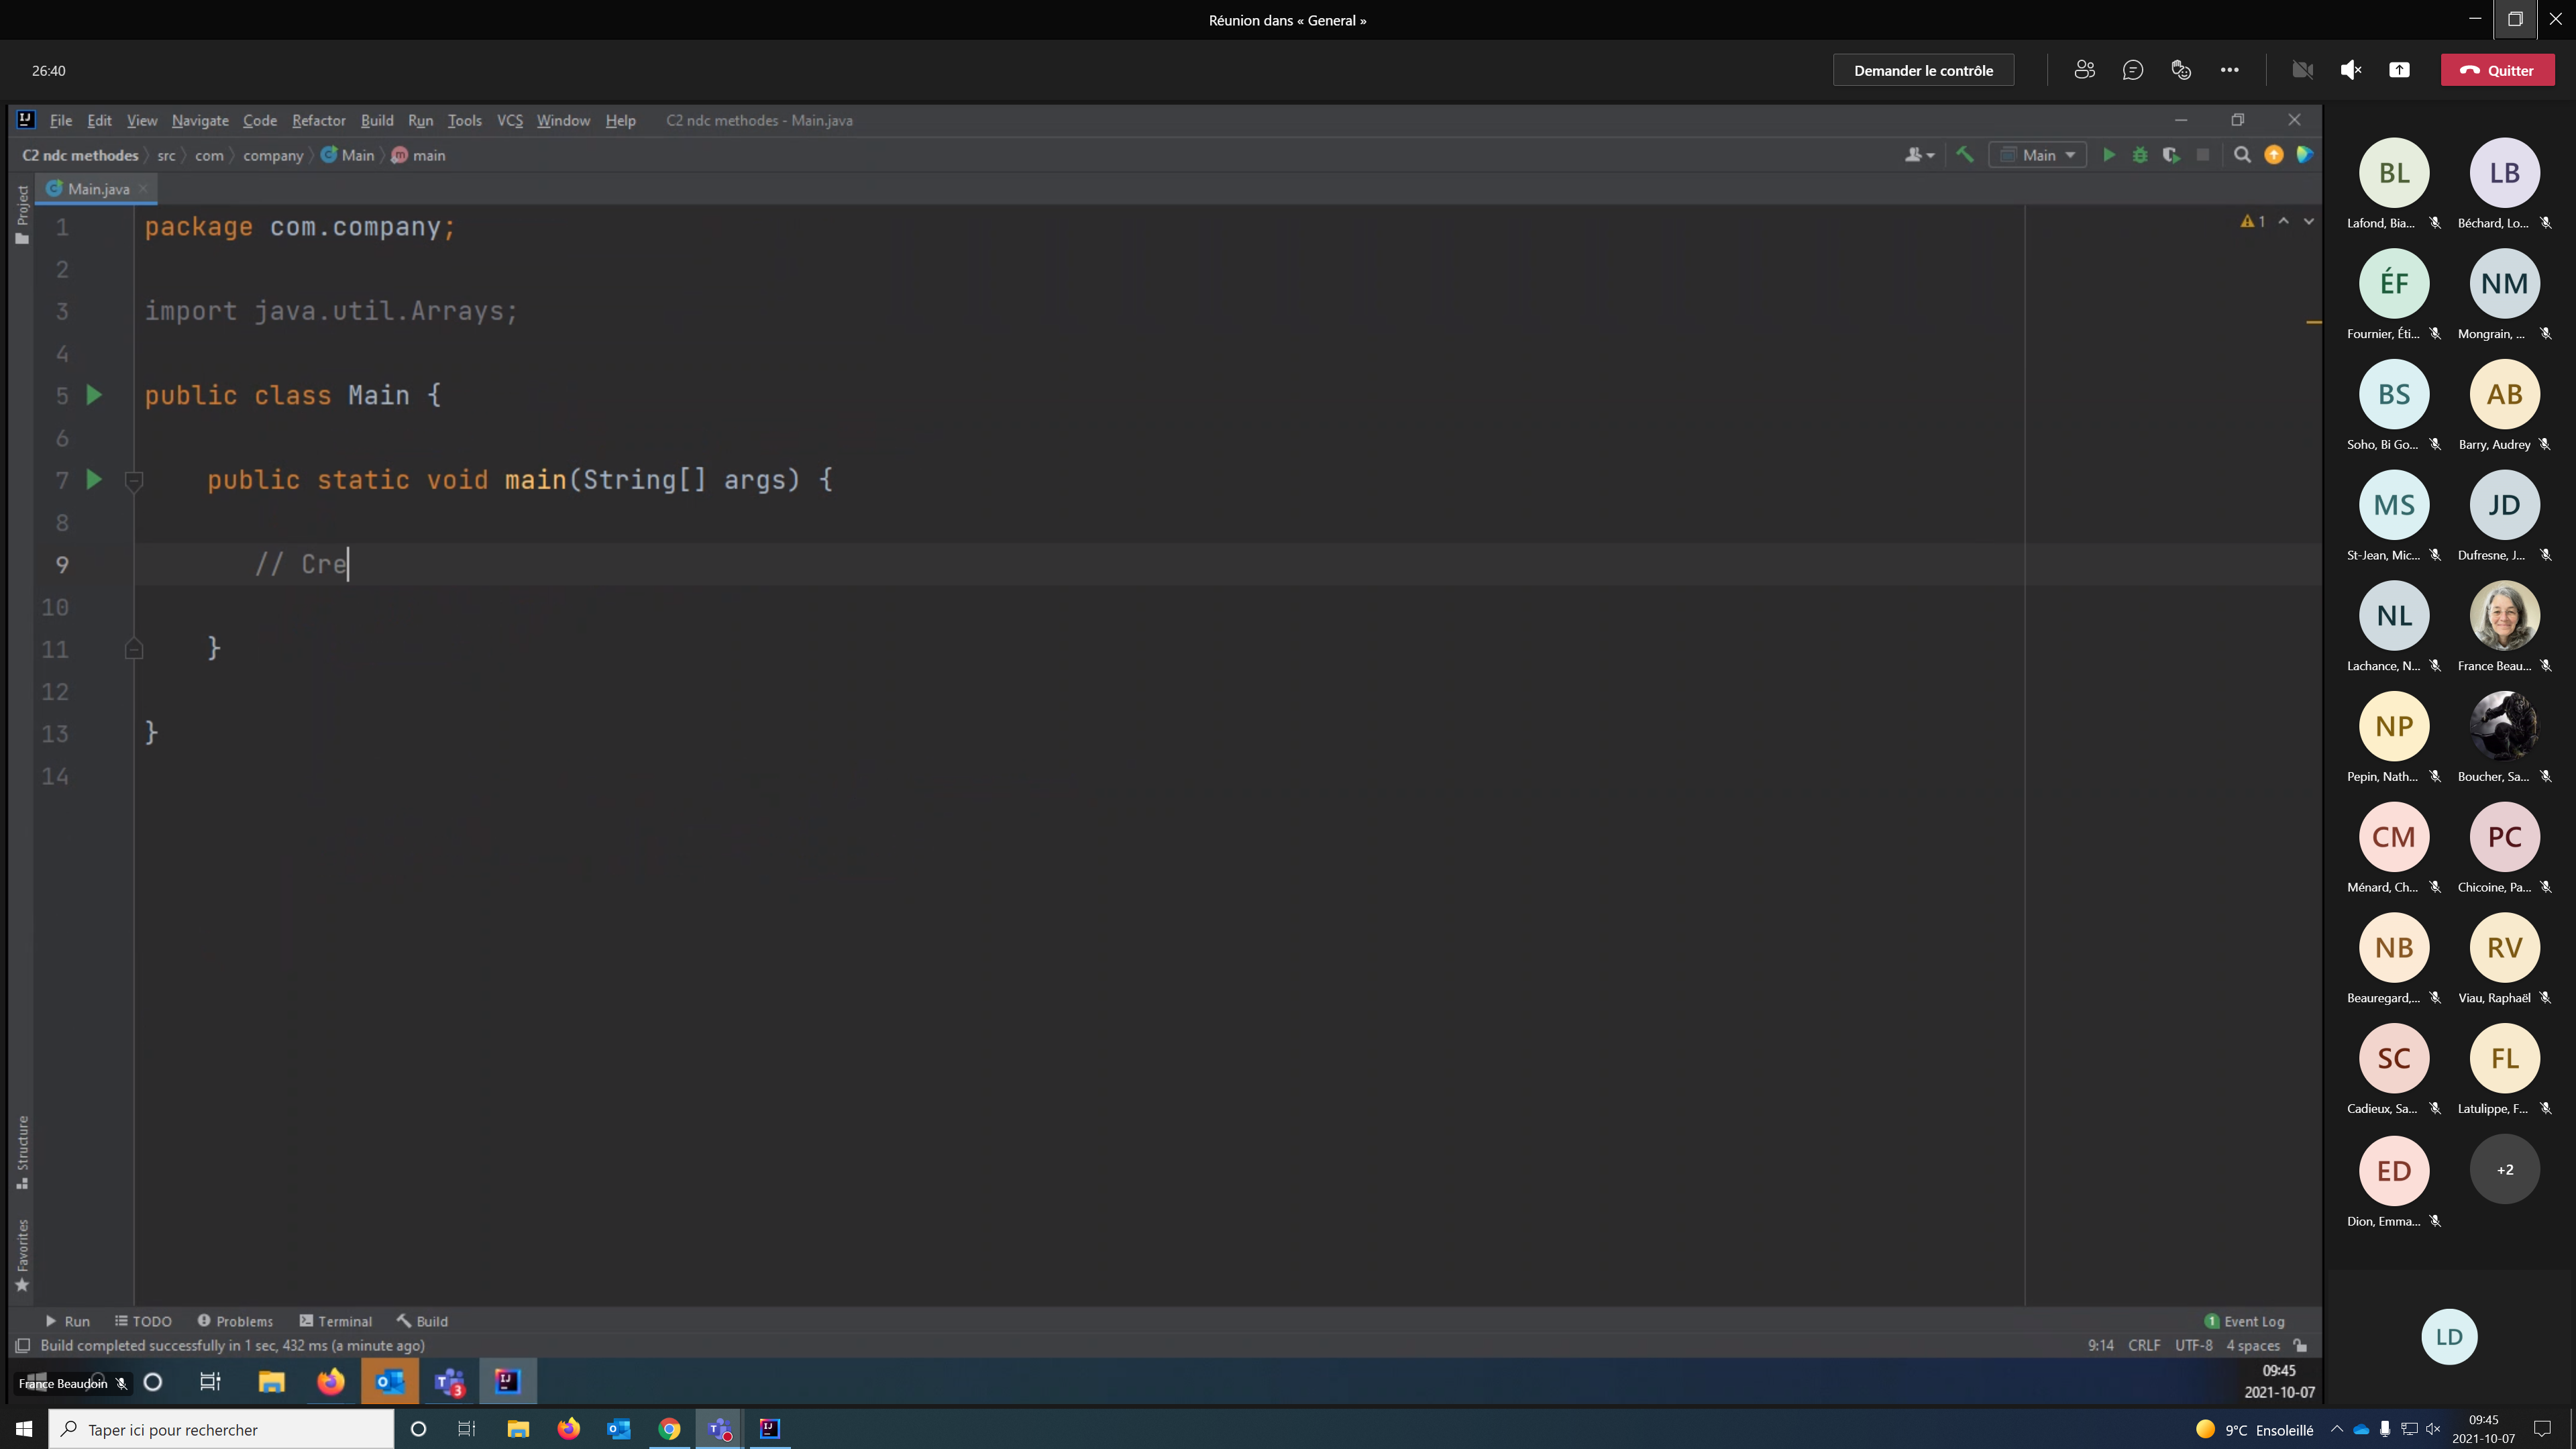 Réunion dans « General »
26:40
Demander le contrôle
Quitter
File Edit View Navigate Code Refactor Build Run Tools VCS Window Help C2 ndc methodes - Main.java
C2 ndc methodes src com company Main main
Main
Project
Main.java
1 package com.company;
1
2
3 import java.util.Arrays;
4
5 public class Main {
6
7 public static void main(String[] args) {
8
9 // Cre
10
11 }
12
13 }
14
Structure
Favorites
Run TODO Problems Terminal Build
1 Event Log
Build completed successfully in 1 sec, 432 ms (a minute ago)
9:14 CRLF UTF-8 4 spaces
France Beaudoin
3
09:45
2021-10-07
BL LB
Lafond, Bia... Béchard, Lo...
ÉF NM
Fournier, Éti... Mongrain, ...
BS AB
Soho, Bi Go... Barry, Audrey
MS JD
St-Jean, Mic... Dufresne, J...
NL
Lachance, N... France Beau...
NP
Pepin, Nath... Boucher, Sa...
CM PC
Ménard, Ch... Chicoine, Pa...
NB RV
Beauregard,... Viau, Raphaël
SC FL
Cadieux, Sa... Latulippe, F...
ED +2
Dion, Emma...
LD
Taper ici pour rechercher
9°C Ensoleillé
09:45
2021-10-07